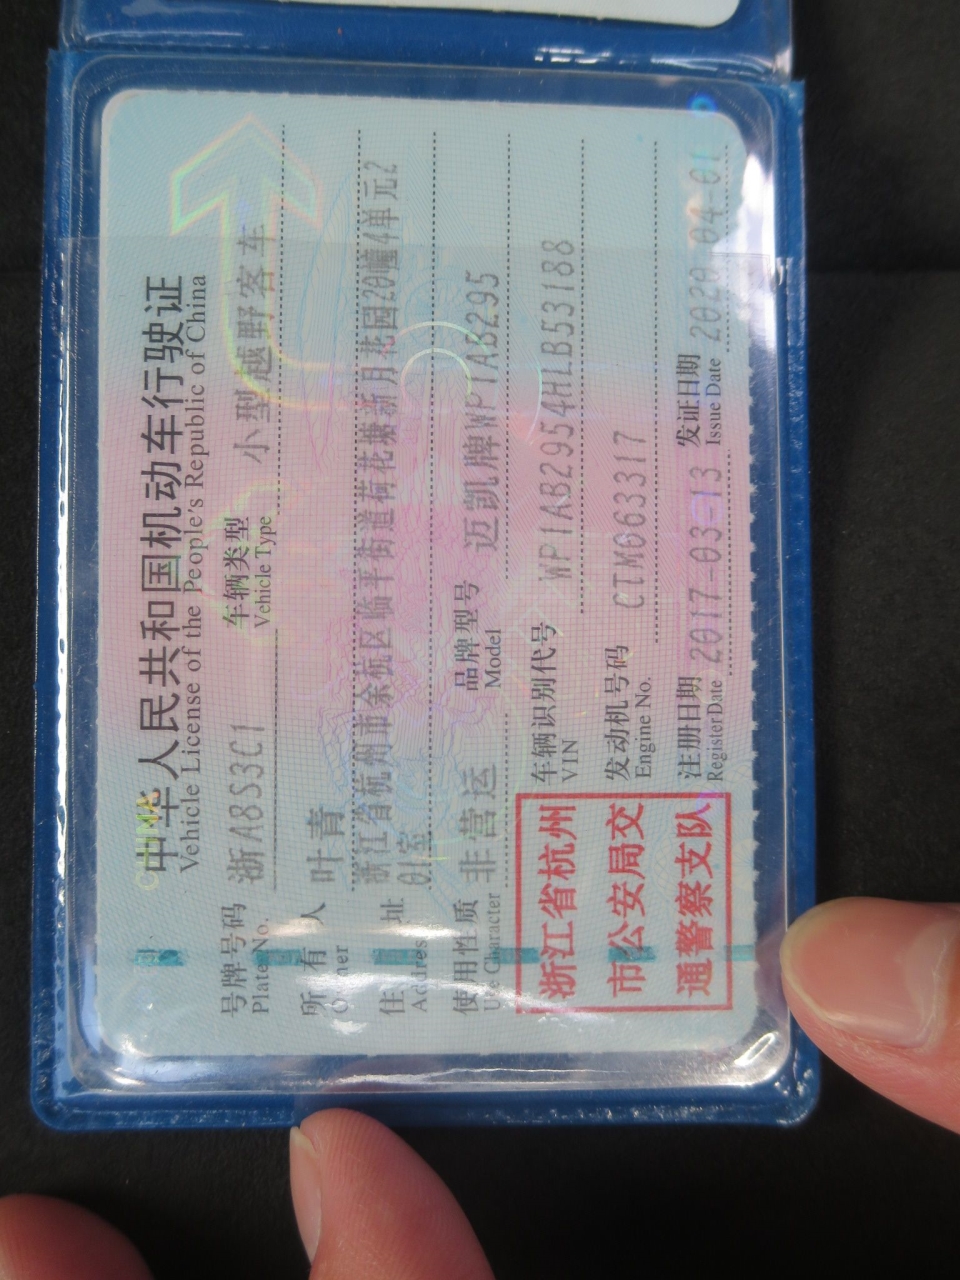 中华人民共和国机动车行驶证
Vehicle License of the People's Republic of China
号牌号码 浙A8S3C1 车辆类型 小型越野客车
Plate No. Vehicle Type
所有人 叶青
Owner
住址 浙江省杭州市余杭区临平街道荷花塘新月花园20幢4单元2
Address 01室
使用性质 非营运 品牌型号 迈凯牌WP1AB295
Use Character Model
车辆识别代号 WP1AB2954HLB53188
VIN
发动机号码 CTM063317
Engine No.
注册日期 2017-03-13 发证日期 2020-04-01
Register Date Issue Date
浙江省杭州
市公安局交
通警察支队